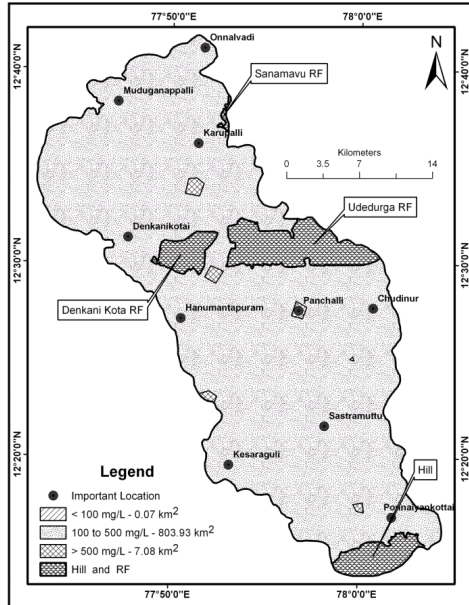 77°50'0"N
78°0'0"N
Onnalvadi
N
12°40'0"N
12°40'0"N
Sanamavu RF
Muduganappalli
Karupalli
Kilometers
0 3.5 7 14
Udedurga RF
Denkanikotai
12°30'0"N
12°30'0"N
Denkani Kota RF
Hanumantapuram
Panchalli
Chudinur
Sastramuttu
12°20'0"N
12°20'0"N
Kesaraguli
Hill
Ponnaiyankottai
Legend
Important Location
< 100 mg/L - 0.07 km2
100 to 500 mg/L - 803.93 km2
> 500 mg/L - 7.08 km2
Hill and RF
77°50'0"N
78°0'0"N